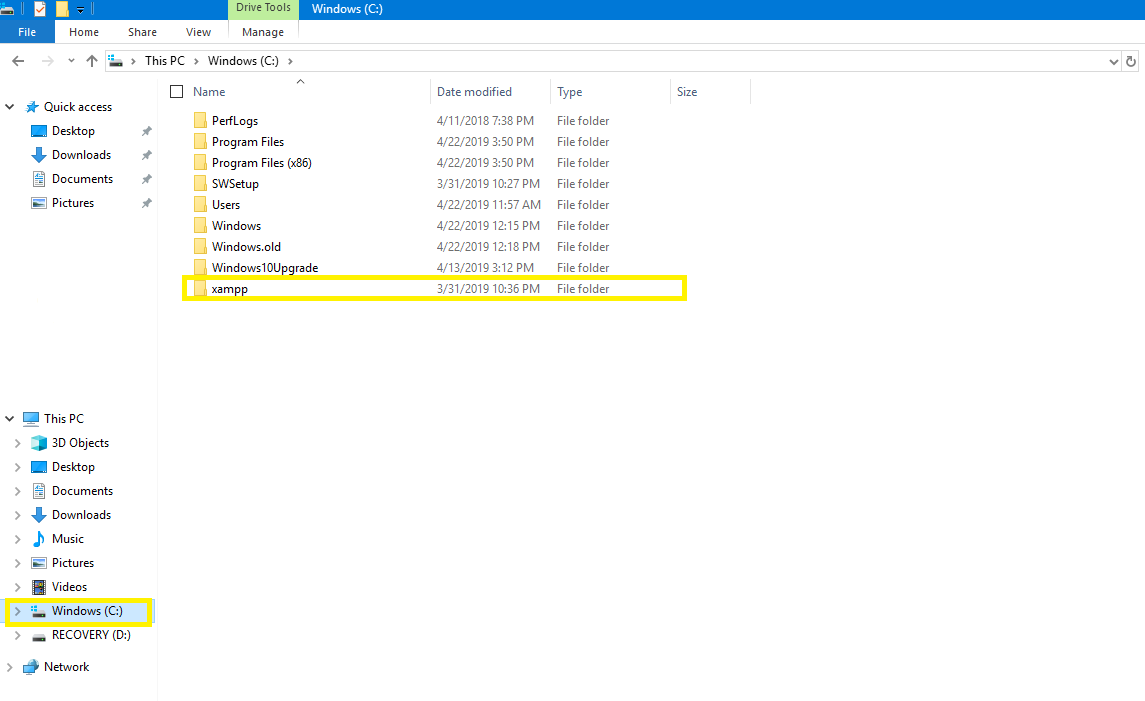 Drive Tools Windows (C:)
File Home Share View Manage
This PC Windows (C:)
Name Date modified Type Size
Quick access
Desktop
Downloads
Documents
Pictures
PerfLogs 4/11/2018 7:38 PM File folder
Program Files 4/22/2019 3:50 PM File folder
Program Files (x86) 4/22/2019 3:50 PM File folder
SWSetup 3/31/2019 10:27 PM File folder
Users 4/22/2019 11:57 AM File folder
Windows 4/22/2019 12:15 PM File folder
Windows.old 4/22/2019 12:18 PM File folder
Windows10Upgrade 4/13/2019 3:12 PM File folder
xampp 3/31/2019 10:36 PM File folder
This PC
3D Objects
Desktop
Documents
Downloads
Music
Pictures
Videos
Windows (C:)
RECOVERY (D:)
Network